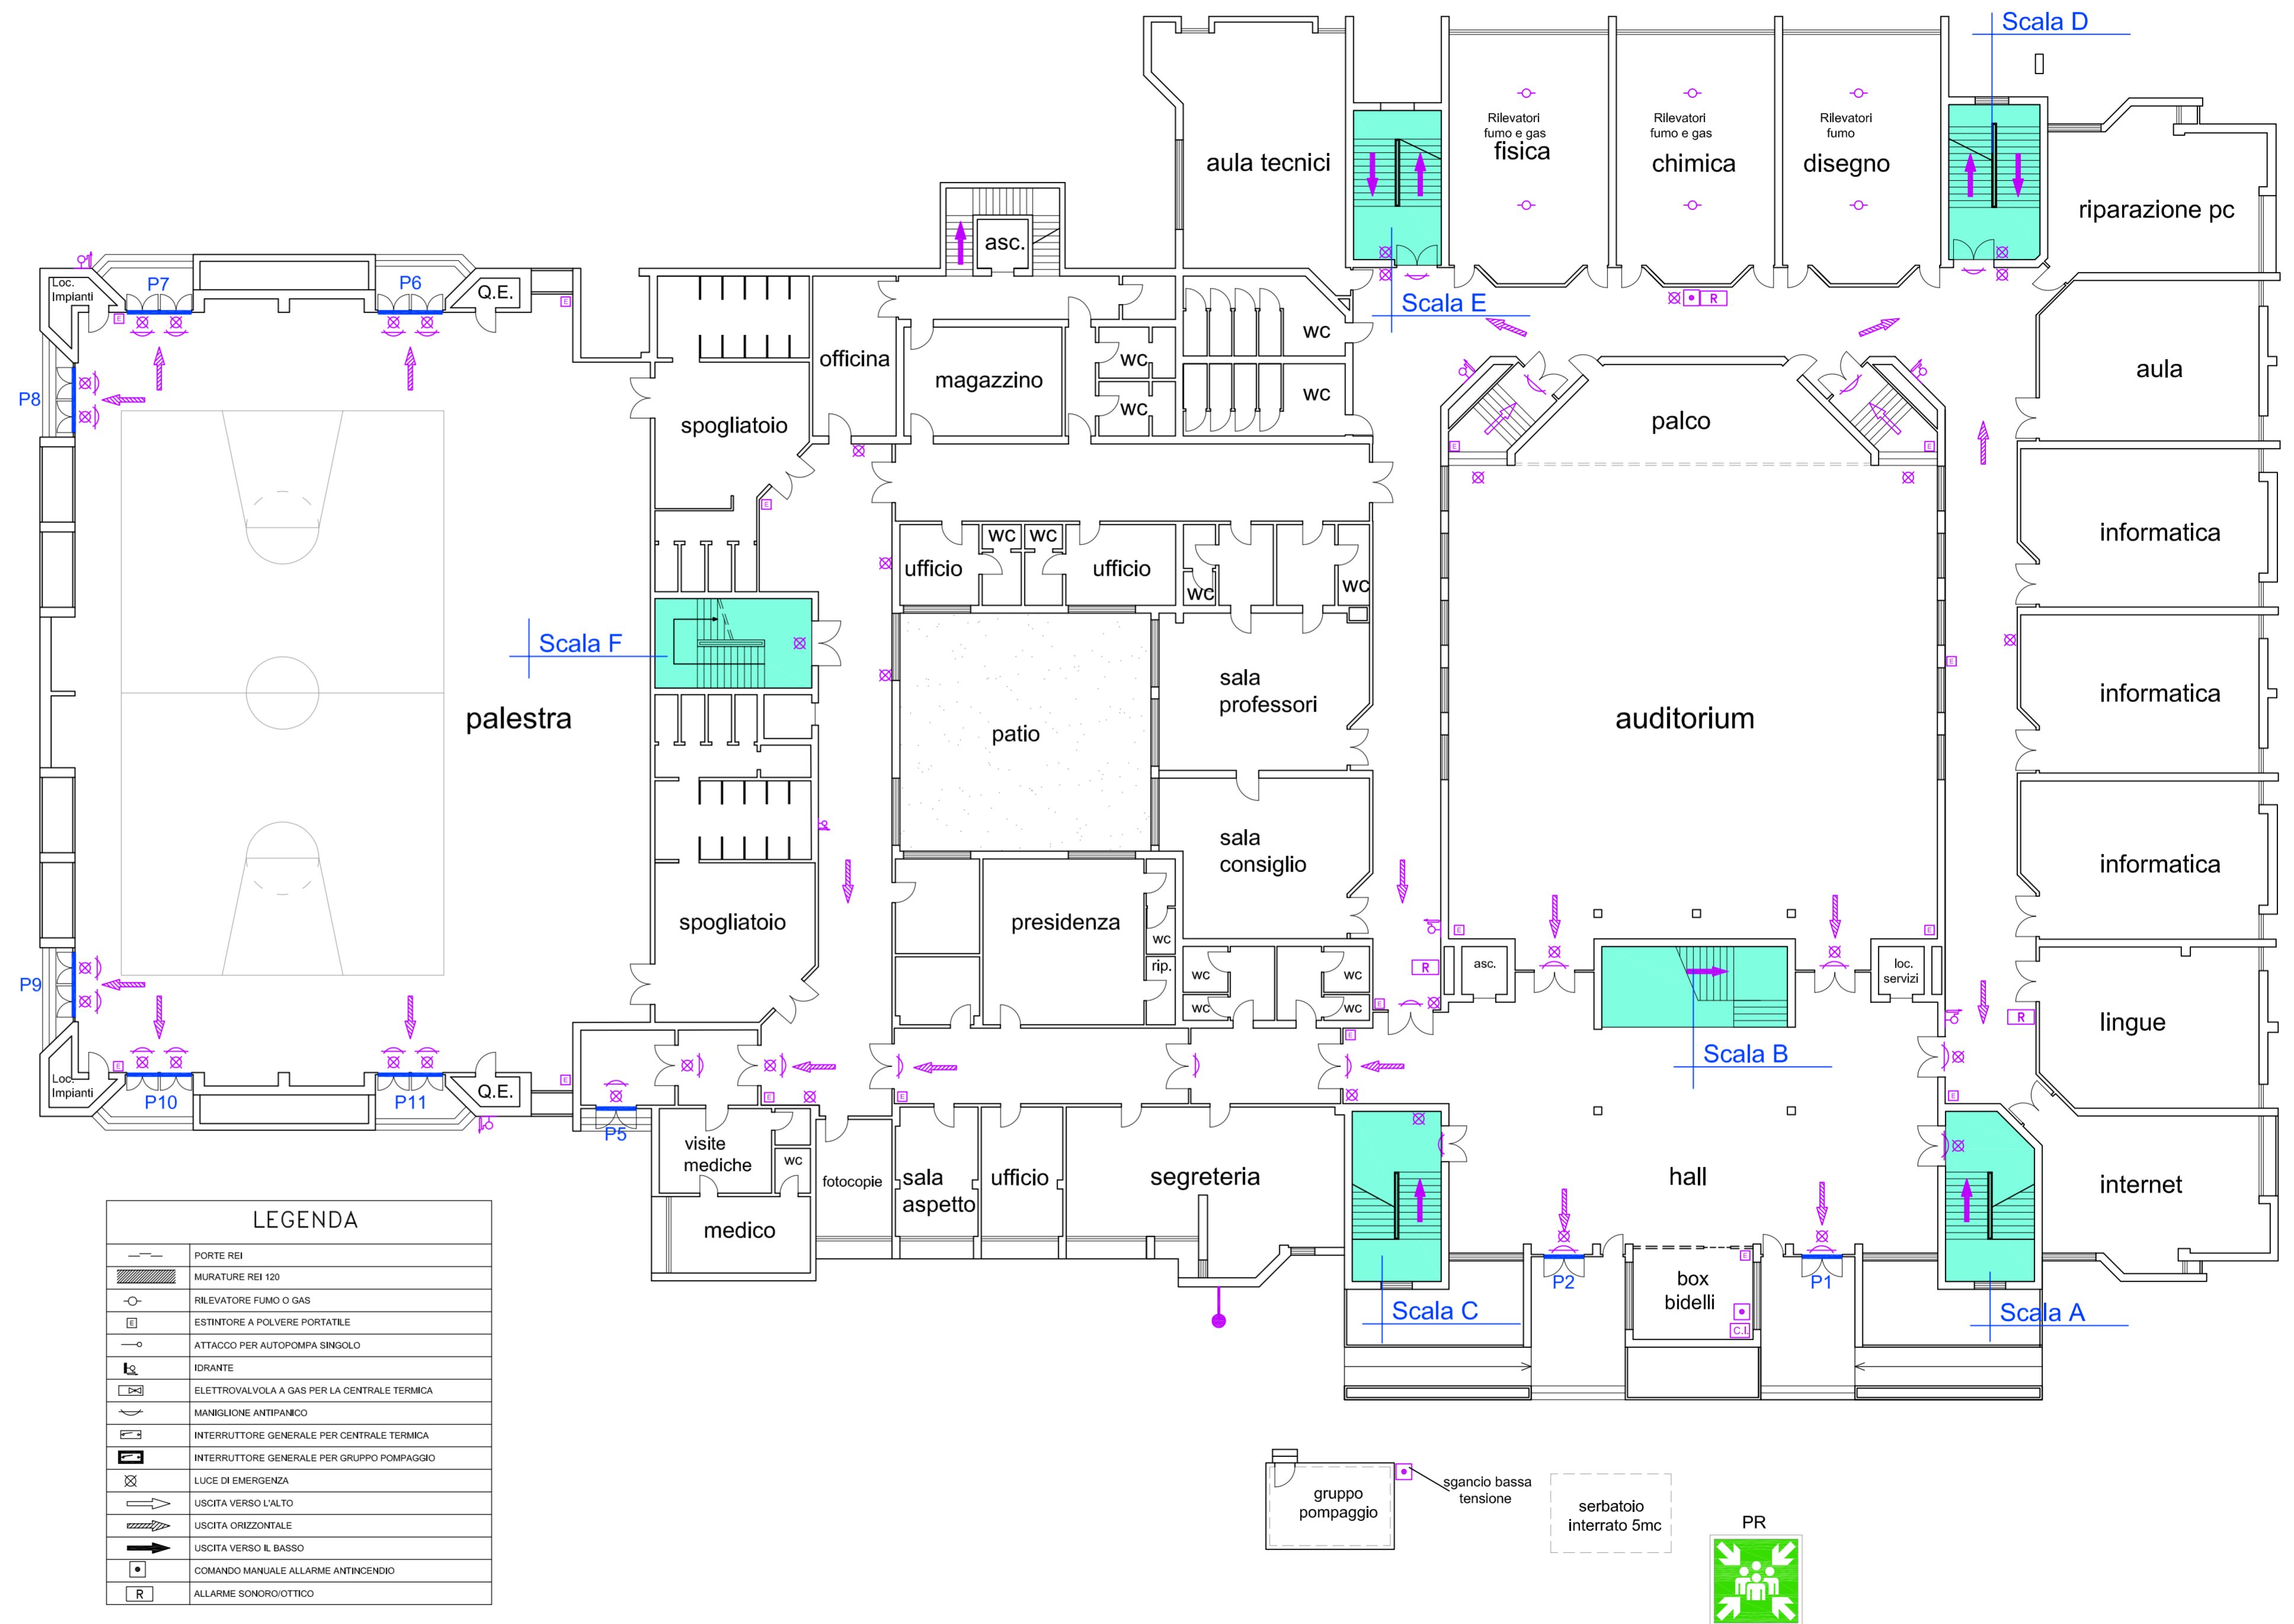 Scala D
Rilevatori
fumo e gas
fisica
Rilevatori
fumo e gas
chimica
Rilevatori
fumo
disegno
aula tecnici
riparazione pc
asc.
Loc.
Impianti
P7
P6
Q.E.
E
E
R
Scala E
officina
magazzino
wc
wc
wc
wc
aula
P8
spogliatoio
palco
E
E
E
informatica
ufficio
wc
wc
ufficio
wc
wc
Scala F
palestra
patio
sala
professori
auditorium
E
informatica
sala
consiglio
informatica
spogliatoio
presidenza
wc
rip.
E
E
R
asc.
loc.
servizi
wc
wc
wc
wc
E
P9
R
lingue
Scala B
E
E
Loc.
Impianti
P10
P11
Q.E.
E
E
E
E
P5
visite
mediche
wc
medico
fotocopie
sala
aspetto
ufficio
segreteria
hall
internet
E
P2
box
bidelli
C.I.
P1
Scala C
Scala A
LEGENDA
PORTE REI
MURATURE REI 120
RILEVATORE FUMO O GAS
E ESTINTORE A POLVERE PORTATILE
ATTACCO PER AUTOPOMPA SINGOLO
IDRANTE
ELETTROVALVOLA A GAS PER LA CENTRALE TERMICA
MANIGLIONE ANTIPANICO
INTERRUTTORE GENERALE PER CENTRALE TERMICA
INTERRUTTORE GENERALE PER GRUPPO POMPAGGIO
LUCE DI EMERGENZA
USCITA VERSO L'ALTO
USCITA ORIZZONTALE
USCITA VERSO IL BASSO
COMANDO MANUALE ALLARME ANTINCENDIO
R ALLARME SONORO/OTTICO
gruppo
pompaggio
sgancio bassa
tensione
serbatoio
interrato 5mc
PR